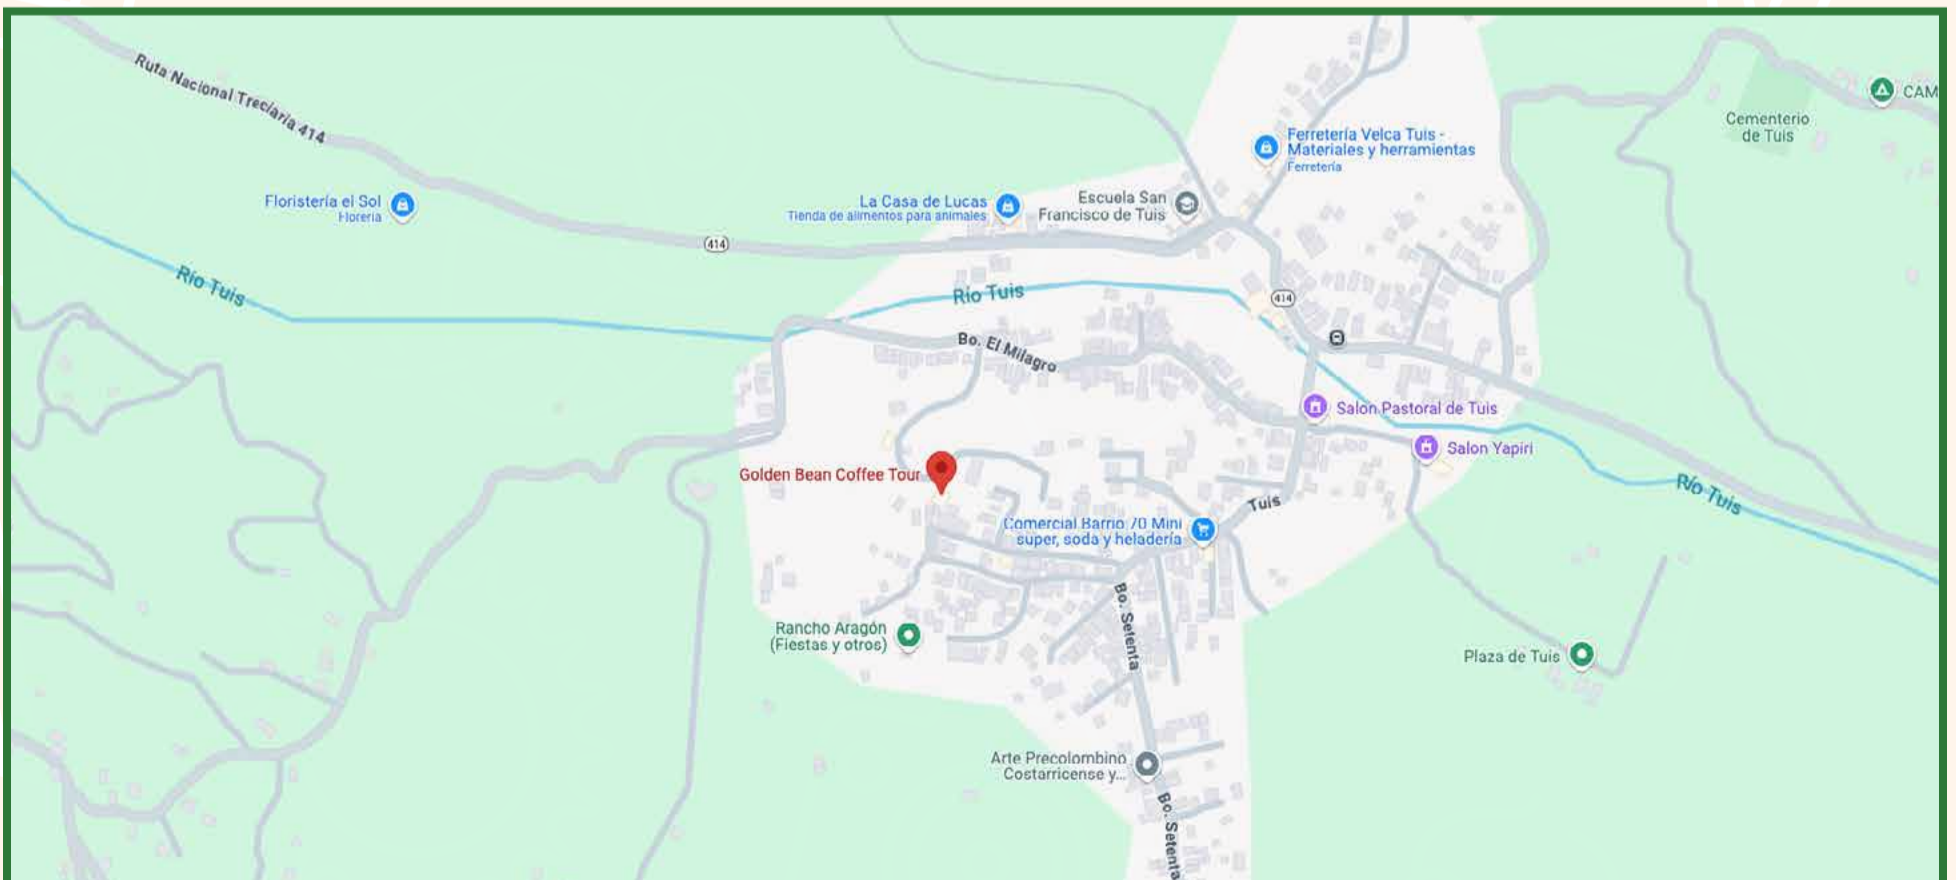 Ruta Nacional Treciaria 414
CAM
Cementerio
de Tuis
Ferretería Velca Tuis -
Materiales y herramientas
Ferretería
Floristería el Sol
Florería
La Casa de Lucas
Tienda de alimentos para animales
Escuela San
Francisco de Tuis
414
Río Tuis
Río Tuis
414
Bo. El Milagro
Salon Pastoral de Tuis
Salon Yapiri
Golden Bean Coffee Tour
Río Tuis
Tuis
Comercial Barrio 70 Mini
super, soda y heladería
Bo. Setenta
Rancho Aragón
(Fiestas y otros)
Plaza de Tuis
Arte Precolombino
Costarricense y...
Bo. Setenta